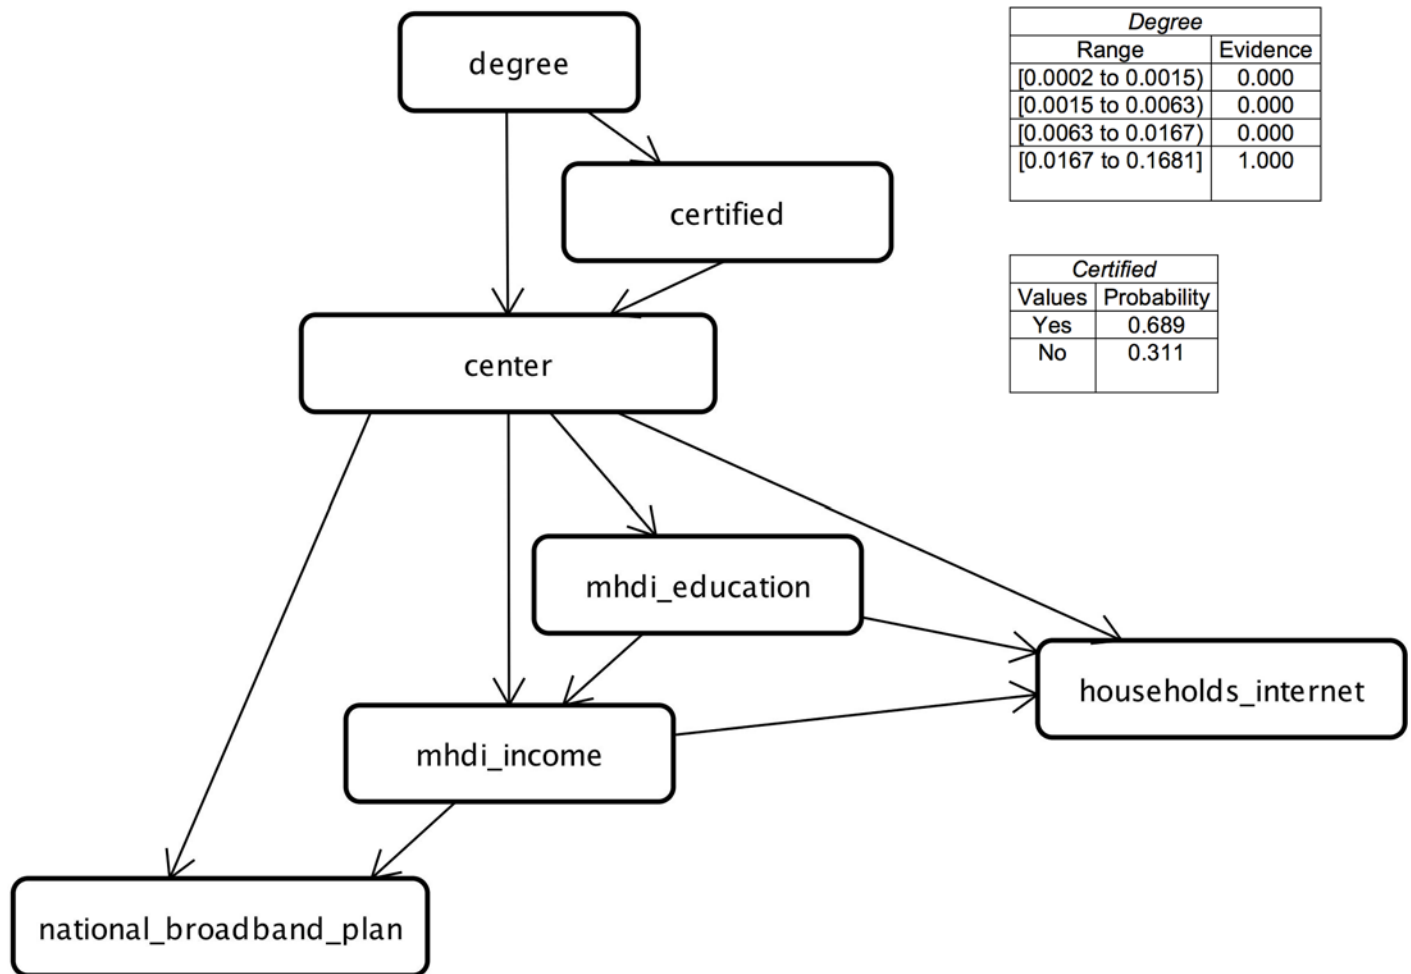 degree
certified
center
mhdi_education
households_internet
mhdi_income
national_broadband_plan
Degree
Range Evidence
[0.0002 to 0.0015) 0.000
[0.0015 to 0.0063) 0.000
[0.0063 to 0.0167) 0.000
[0.0167 to 0.1681] 1.000
Certified
Values Probability
Yes 0.689
No 0.311